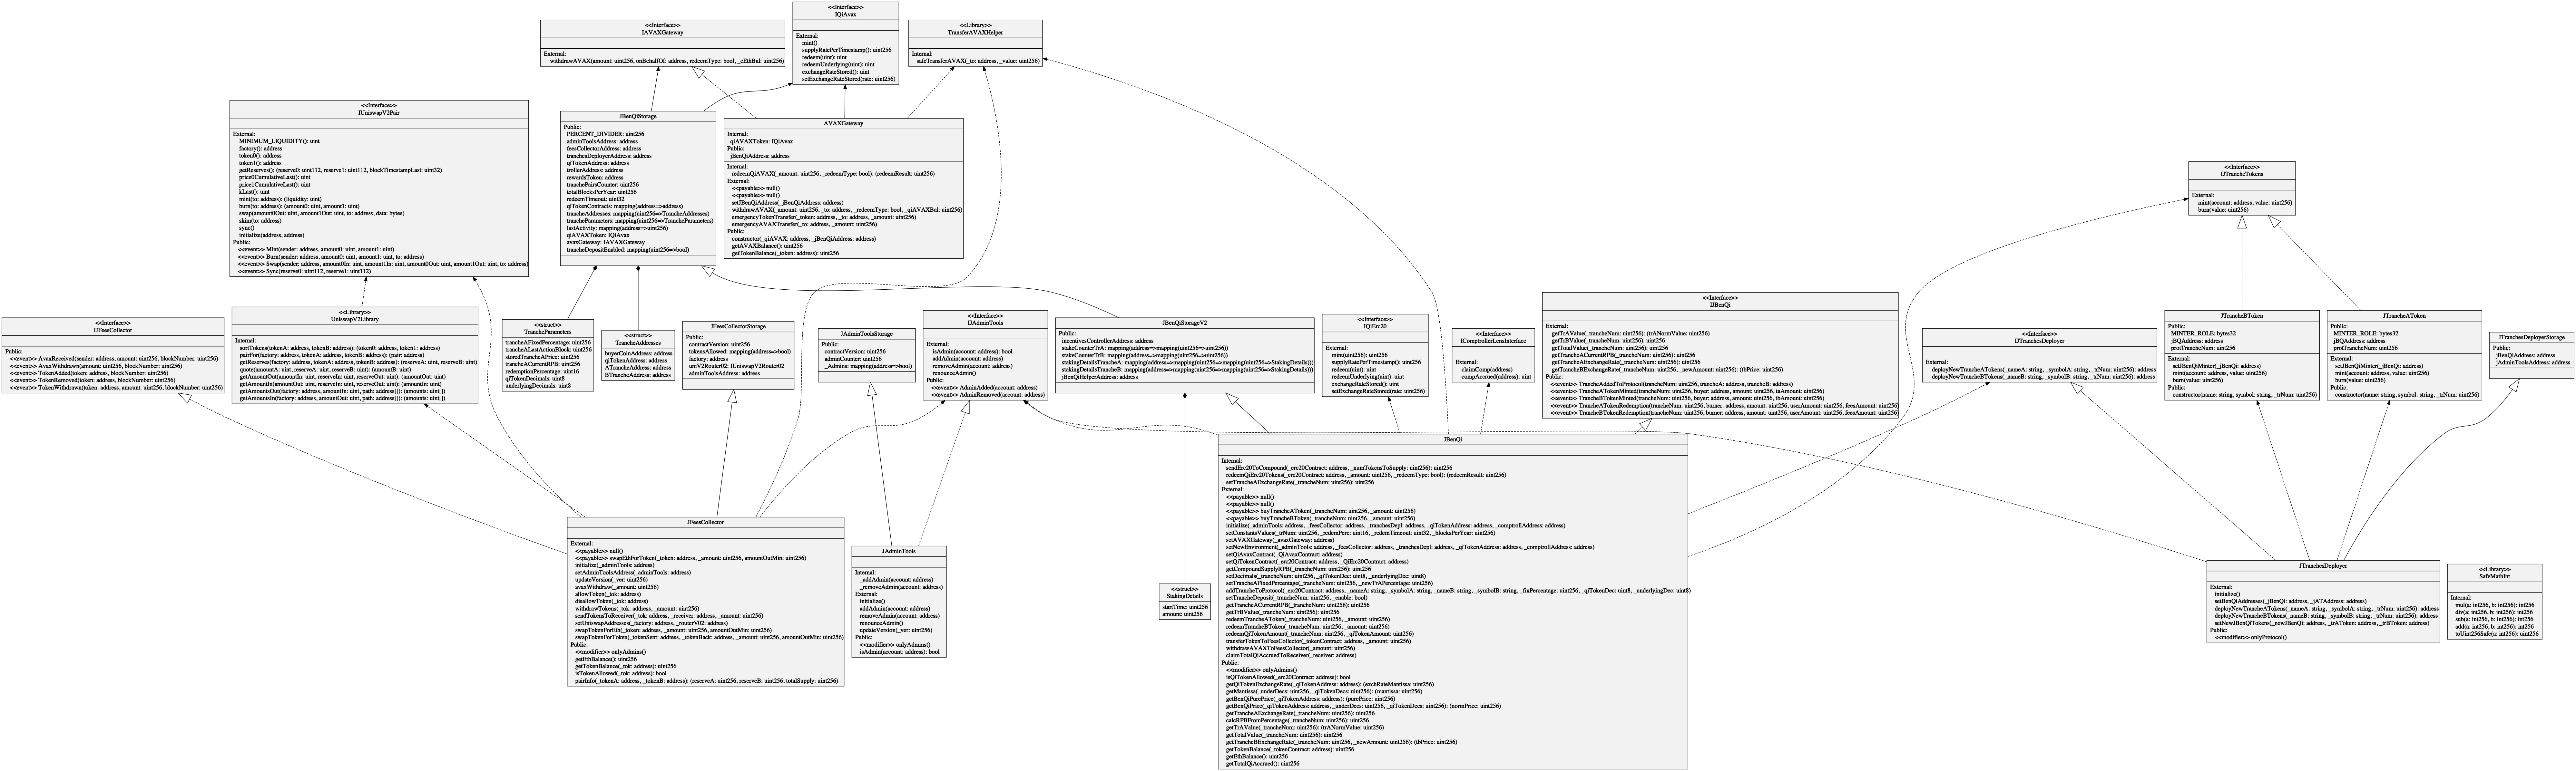 <<Interface>>
IAVAXGateway
External:
withdrawAVAX(amount: uint256, onBehalfOf: address, redeemType: bool, _cEthBal: uint256)
<<Interface>>
IQiAvax
External:
mint()
supplyRatePerTimestamp(): uint256
redeem(uint): uint
redeemUnderlying(uint): uint
exchangeRateStored(): uint
setExchangeRateStored(rate: uint256)
<<Library>>
TransferAVAXHelper
Internal:
safeTransferAVAX(_to: address, _value: uint256)
<<Interface>>
IUniswapV2Pair
External:
MINIMUM_LIQUIDITY(): uint
factory(): address
token0(): address
token1(): address
getReserves(): (reserve0: uint112, reserve1: uint112, blockTimestampLast: uint32)
price0CumulativeLast(): uint
price1CumulativeLast(): uint
kLast(): uint
mint(to: address): (liquidity: uint)
burn(to: address): (amount0: uint, amount1: uint)
swap(amount0Out: uint, amount1Out: uint, to: address, data: bytes)
skim(to: address)
sync()
initialize(address, address)
Public:
<<event>> Mint(sender: address, amount0: uint, amount1: uint)
<<event>> Burn(sender: address, amount0: uint, amount1: uint, to: address)
<<event>> Swap(sender: address, amount0In: uint, amount1In: uint, amount0Out: uint, amount1Out: uint, to: address)
<<event>> Sync(reserve0: uint112, reserve1: uint112)
JBenQiStorage
Public:
PERCENT_DIVIDER: uint256
adminToolsAddress: address
feesCollectorAddress: address
tranchesDeployerAddress: address
qiTokenAddress: address
trollerAddress: address
rewardsToken: address
tranchePairsCounter: uint256
totalBlocksPerYear: uint256
redeemTimeout: uint32
qiTokenContracts: mapping(address=>address)
trancheAddresses: mapping(uint256=>TrancheAddresses)
trancheParameters: mapping(uint256=>TrancheParameters)
lastActivity: mapping(address=>uint256)
qiAVAXToken: IQiAvax
avaxGateway: IAVAXGateway
trancheDepositEnabled: mapping(uint256=>bool)
AVAXGateway
Internal:
qiAVAXToken: IQiAvax
Public:
jBenQiAddress: address
Internal:
redeemQiAVAX(_amount: uint256, _redeemType: bool): (redeemResult: uint256)
External:
<<payable>> null()
<<payable>> null()
setJBenQiAddress(_jBenQiAddress: address)
withdrawAVAX(_amount: uint256, _to: address, _redeemType: bool, _qiAVAXBal: uint256)
emergencyTokenTransfer(_token: address, _to: address, _amount: uint256)
emergencyAVAXTransfer(_to: address, _amount: uint256)
Public:
constructor(_qiAVAX: address, _jBenQiAddress: address)
getAVAXBalance(): uint256
getTokenBalance(_token: address): uint256
<<Interface>>
IJTrancheTokens
External:
mint(account: address, value: uint256)
burn(value: uint256)
<<Interface>>
IJFeesCollector
Public:
<<event>> AvaxReceived(sender: address, amount: uint256, blockNumber: uint256)
<<event>> AvaxWithdrawn(amount: uint256, blockNumber: uint256)
<<event>> TokenAdded(token: address, blockNumber: uint256)
<<event>> TokenRemoved(token: address, blockNumber: uint256)
<<event>> TokenWithdrawn(token: address, amount: uint256, blockNumber: uint256)
<<Library>>
UniswapV2Library
Internal:
sortTokens(tokenA: address, tokenB: address): (token0: address, token1: address)
pairFor(factory: address, tokenA: address, tokenB: address): (pair: address)
getReserves(factory: address, tokenA: address, tokenB: address): (reserveA: uint, reserveB: uint)
quote(amountA: uint, reserveA: uint, reserveB: uint): (amountB: uint)
getAmountOut(amountIn: uint, reserveIn: uint, reserveOut: uint): (amountOut: uint)
getAmountIn(amountOut: uint, reserveIn: uint, reserveOut: uint): (amountIn: uint)
getAmountsOut(factory: address, amountIn: uint, path: address[]): (amounts: uint[])
getAmountsIn(factory: address, amountOut: uint, path: address[]): (amounts: uint[])
<<struct>>
TrancheParameters
trancheAFixedPercentage: uint256
trancheALastActionBlock: uint256
storedTrancheAPrice: uint256
trancheACurrentRPB: uint256
redemptionPercentage: uint16
qiTokenDecimals: uint8
underlyingDecimals: uint8
<<struct>>
TrancheAddresses
buyerCoinAddress: address
qiTokenAddress: address
ATrancheAddress: address
BTrancheAddress: address
JFeesCollectorStorage
Public:
contractVersion: uint256
tokensAllowed: mapping(address=>bool)
factory: address
uniV2Router02: IUniswapV2Router02
adminToolsAddress: address
JAdminToolsStorage
Public:
contractVersion: uint256
adminCounter: uint256
_Admins: mapping(address=>bool)
<<Interface>>
IJAdminTools
External:
isAdmin(account: address): bool
addAdmin(account: address)
removeAdmin(account: address)
renounceAdmin()
Public:
<<event>> AdminAdded(account: address)
<<event>> AdminRemoved(account: address)
JBenQiStorageV2
Public:
incentivesControllerAddress: address
stakeCounterTrA: mapping(address=>mapping(uint256=>uint256))
stakeCounterTrB: mapping(address=>mapping(uint256=>uint256))
stakingDetailsTrancheA: mapping(address=>mapping(uint256=>mapping(uint256=>StakingDetails)))
stakingDetailsTrancheB: mapping(address=>mapping(uint256=>mapping(uint256=>StakingDetails)))
jBenQiHelperAddress: address
<<Interface>>
IQiErc20
External:
mint(uint256): uint256
supplyRatePerTimestamp(): uint256
redeem(uint): uint
redeemUnderlying(uint): uint
exchangeRateStored(): uint
setExchangeRateStored(rate: uint256)
<<Interface>>
IComptrollerLensInterface
External:
claimComp(address)
compAccrued(address): uint
<<Interface>>
IJBenQi
External:
getTrAValue(_trancheNum: uint256): (trANormValue: uint256)
getTrBValue(_trancheNum: uint256): uint256
getTotalValue(_trancheNum: uint256): uint256
getTrancheACurrentRPB(_trancheNum: uint256): uint256
getTrancheAExchangeRate(_trancheNum: uint256): uint256
getTrancheBExchangeRate(_trancheNum: uint256, _newAmount: uint256): (tbPrice: uint256)
Public:
<<event>> TrancheAddedToProtocol(trancheNum: uint256, trancheA: address, trancheB: address)
<<event>> TrancheATokenMinted(trancheNum: uint256, buyer: address, amount: uint256, taAmount: uint256)
<<event>> TrancheBTokenMinted(trancheNum: uint256, buyer: address, amount: uint256, tbAmount: uint256)
<<event>> TrancheATokenRedemption(trancheNum: uint256, burner: address, amount: uint256, userAmount: uint256, feesAmount: uint256)
<<event>> TrancheBTokenRedemption(trancheNum: uint256, burner: address, amount: uint256, userAmount: uint256, feesAmount: uint256)
<<Interface>>
IJTranchesDeployer
External:
deployNewTrancheATokens(_nameA: string, _symbolA: string, _trNum: uint256): address
deployNewTrancheBTokens(_nameB: string, _symbolB: string, _trNum: uint256): address
JTrancheBToken
Public:
MINTER_ROLE: bytes32
jBQAddress: address
protTrancheNum: uint256
External:
setJBenQiMinter(_jBenQi: address)
mint(account: address, value: uint256)
burn(value: uint256)
Public:
constructor(name: string, symbol: string, _trNum: uint256)
JTrancheAToken
Public:
MINTER_ROLE: bytes32
jBQAddress: address
protTrancheNum: uint256
External:
setJBenQiMinter(_jBenQi: address)
mint(account: address, value: uint256)
burn(value: uint256)
Public:
constructor(name: string, symbol: string, _trNum: uint256)
JTranchesDeployerStorage
Public:
jBenQiAddress: address
jAdminToolsAddress: address
JFeesCollector
External:
<<payable>> null()
<<payable>> swapEthForToken(_token: address, _amount: uint256, amountOutMin: uint256)
initialize(_adminTools: address)
setAdminToolsAddress(_adminTools: address)
updateVersion(_ver: uint256)
avaxWithdraw(_amount: uint256)
allowToken(_tok: address)
disallowToken(_tok: address)
withdrawTokens(_tok: address, _amount: uint256)
sendTokensToReceiver(_tok: address, _receiver: address, _amount: uint256)
setUniswapAddresses(_factory: address, _routerV02: address)
swapTokenForEth(_token: address, _amount: uint256, amountOutMin: uint256)
swapTokenForToken(_tokenSent: address, _tokenBack: address, _amount: uint256, amountOutMin: uint256)
Public:
<<modifier>> onlyAdmins()
getEthBalance(): uint256
getTokenBalance(_tok: address): uint256
isTokenAllowed(_tok: address): bool
pairInfo(_tokenA: address, _tokenB: address): (reserveA: uint256, reserveB: uint256, totalSupply: uint256)
JAdminTools
Internal:
_addAdmin(account: address)
_removeAdmin(account: address)
External:
initialize()
addAdmin(account: address)
removeAdmin(account: address)
renounceAdmin()
updateVersion(_ver: uint256)
Public:
<<modifier>> onlyAdmins()
isAdmin(account: address): bool
<<struct>>
StakingDetails
startTime: uint256
amount: uint256
JBenQi
Internal:
sendErc20ToCompound(_erc20Contract: address, _numTokensToSupply: uint256): uint256
redeemQiErc20Tokens(_erc20Contract: address, _amount: uint256, _redeemType: bool): (redeemResult: uint256)
setTrancheAExchangeRate(_trancheNum: uint256): uint256
External:
<<payable>> null()
<<payable>> null()
<<payable>> buyTrancheAToken(_trancheNum: uint256, _amount: uint256)
<<payable>> buyTrancheBToken(_trancheNum: uint256, _amount: uint256)
initialize(_adminTools: address, _feesCollector: address, _tranchesDepl: address, _qiTokenAddress: address, _comptrollAddress: address)
setConstantsValues(_trNum: uint256, _redemPerc: uint16, _redemTimeout: uint32, _blocksPerYear: uint256)
setAVAXGateway(_avaxGateway: address)
setNewEnvironment(_adminTools: address, _feesCollector: address, _tranchesDepl: address, _qiTokenAddress: address, _comptrollAddress: address)
setQiAvaxContract(_QiAvaxContract: address)
setQiTokenContract(_erc20Contract: address, _QiErc20Contract: address)
getCompoundSupplyRPB(_trancheNum: uint256): uint256
setDecimals(_trancheNum: uint256, _qiTokenDec: uint8, _underlyingDec: uint8)
setTrancheAFixedPercentage(_trancheNum: uint256, _newTrAPercentage: uint256)
addTrancheToProtocol(_erc20Contract: address, _nameA: string, _symbolA: string, _nameB: string, _symbolB: string, _fixPercentage: uint256, _qiTokenDec: uint8, _underlyingDec: uint8)
setTrancheDeposit(_trancheNum: uint256, _enable: bool)
getTrancheACurrentRPB(_trancheNum: uint256): uint256
getTrBValue(_trancheNum: uint256): uint256
redeemTrancheAToken(_trancheNum: uint256, _amount: uint256)
redeemTrancheBToken(_trancheNum: uint256, _amount: uint256)
redeemQiTokenAmount(_trancheNum: uint256, _qiTokenAmount: uint256)
transferTokenToFeesCollector(_tokenContract: address, _amount: uint256)
withdrawAVAXToFeesCollector(_amount: uint256)
claimTotalQiAccruedToReceiver(_receiver: address)
Public:
<<modifier>> onlyAdmins()
isQiTokenAllowed(_erc20Contract: address): bool
getQiTokenExchangeRate(_qiTokenAddress: address): (exchRateMantissa: uint256)
getMantissa(_underDecs: uint256, _qiTokenDecs: uint256): (mantissa: uint256)
getBenQiPurePrice(_qiTokenAddress: address): (purePrice: uint256)
getBenQiPrice(_qiTokenAddress: address, _underDecs: uint256, _qiTokenDecs: uint256): (normPrice: uint256)
getTrancheAExchangeRate(_trancheNum: uint256): uint256
calcRPBFromPercentage(_trancheNum: uint256): uint256
getTrAValue(_trancheNum: uint256): (trANormValue: uint256)
getTotalValue(_trancheNum: uint256): uint256
getTrancheBExchangeRate(_trancheNum: uint256, _newAmount: uint256): (tbPrice: uint256)
getTokenBalance(_tokenContract: address): uint256
getEthBalance(): uint256
getTotalQiAccrued(): uint256
JTranchesDeployer
External:
initialize()
setBenQiAddresses(_jBenQi: address, _jATAddress: address)
deployNewTrancheATokens(_nameA: string, _symbolA: string, _trNum: uint256): address
deployNewTrancheBTokens(_nameB: string, _symbolB: string, _trNum: uint256): address
setNewJBenQiTokens(_newJBenQi: address, _trAToken: address, _trBToken: address)
Public:
<<modifier>> onlyProtocol()
<<Library>>
SafeMathInt
Internal:
mul(a: int256, b: int256): int256
div(a: int256, b: int256): int256
sub(a: int256, b: int256): int256
add(a: int256, b: int256): int256
toUint256Safe(a: int256): uint256